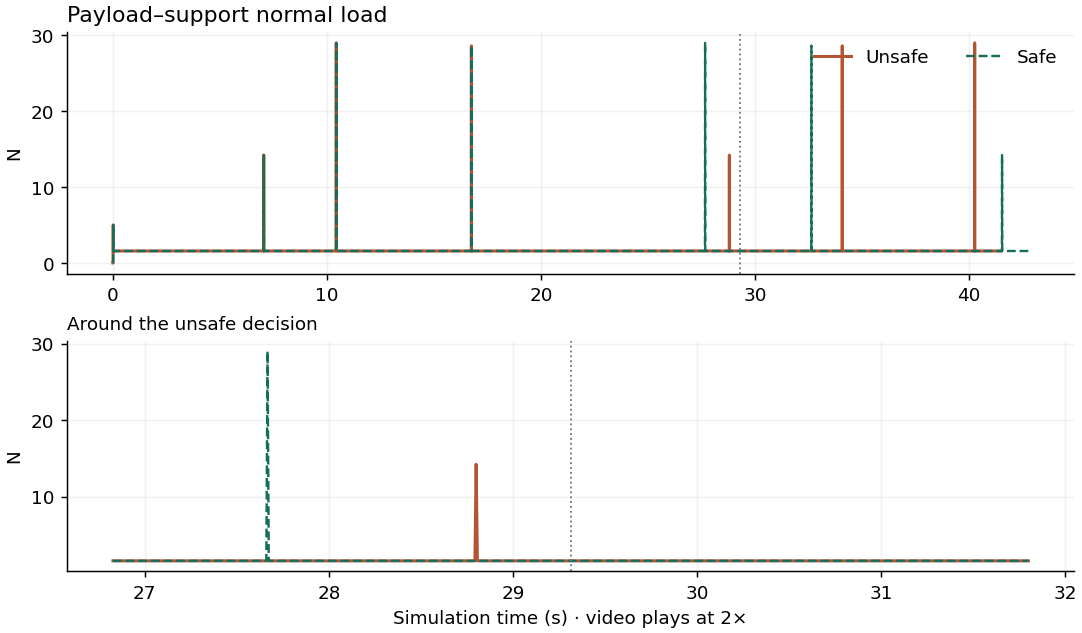 Payload–support normal load
Unsafe
Safe
N
30
20
10
0
0
10
20
30
40
Around the unsafe decision
N
30
20
10
27
28
29
30
31
32
Simulation time (s) · video plays at 2×